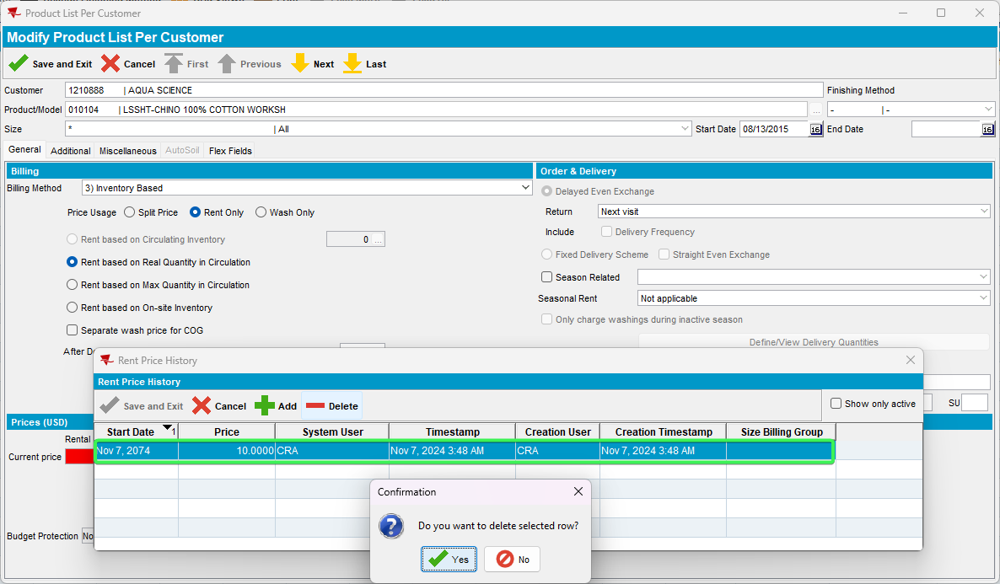 Product List Per Customer
Modify Product List Per Customer
Save and Exit Cancel First Previous Next Last
Customer 1210888 | AQUA SCIENCE Finishing Method
Product/Model 010104 | LSSHT-CHINO 100% COTTON WORKSH ... - | -
Size * | All Start Date 08/13/2015 16 End Date 16
General Additional Miscellaneous AutoSoil Flex Fields
Billing Order & Delivery
Billing Method 3) Inventory Based Delayed Even Exchange
Price Usage Split Price Rent Only Wash Only Return Next visit
Include Delivery Frequency
Rent based on Circulating Inventory 0 ...
Fixed Delivery Scheme Straight Even Exchange
Rent based on Real Quantity in Circulation
Season Related
Rent based on Max Quantity in Circulation
Seasonal Rent Not applicable
Rent based on On-site Inventory
Only charge washings during inactive season
Separate wash price for COG
Define/View Delivery Quantities
After
Rent Price History
Rent Price History
Save and Exit Cancel Add Delete Show only active SU
Prices (USD)
Start Date 1 Price System User Timestamp Creation User Creation Timestamp Size Billing Group
Rental
Current price Nov 7, 2074 10.0000 CRA Nov 7, 2024 3:48 AM CRA Nov 7, 2024 3:48 AM
Confirmation
Do you want to delete selected row?
Budget Protection No
Yes No